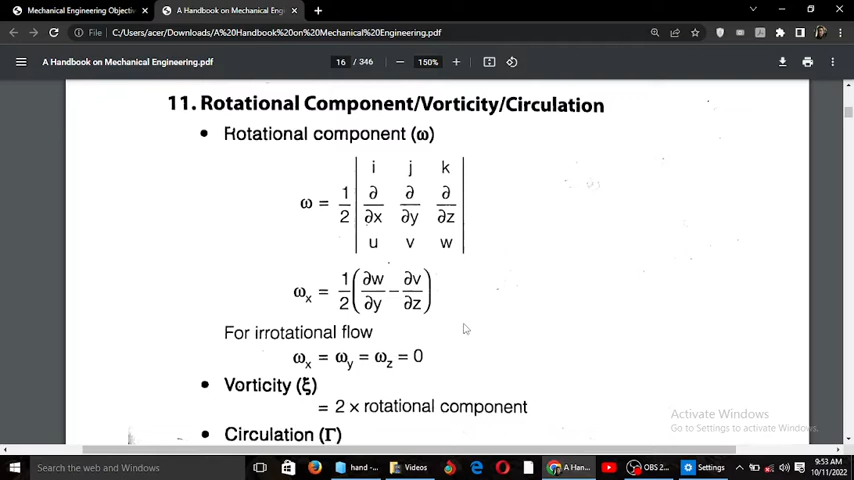 Mechanical Engineering Objectiv
A Handbook on Mechanical Eng
File
C:/Users/acer/Downloads/A%20Handbook%20on%20Mechanical%20Engineering.pdf
A Handbook on Mechanical Engineering.pdf
16 / 346
150%
11. Rotational Component/Vorticity/Circulation
• Rotational component (ω)
i j k
ω = 1/2 ∂/∂x ∂/∂y ∂/∂z
u v w
ωx = 1/2 (∂w/∂y − ∂v/∂z)
For irrotational flow
ωx = ωy = ωz = 0
• Vorticity (ξ)
= 2 × rotational component
• Circulation (Γ)
Activate Windows
Go to Settings to activate Windows.
Search the web and Windows
hand -...
Videos
A Han...
OBS 2...
Settings
9:53 AM
10/11/2022